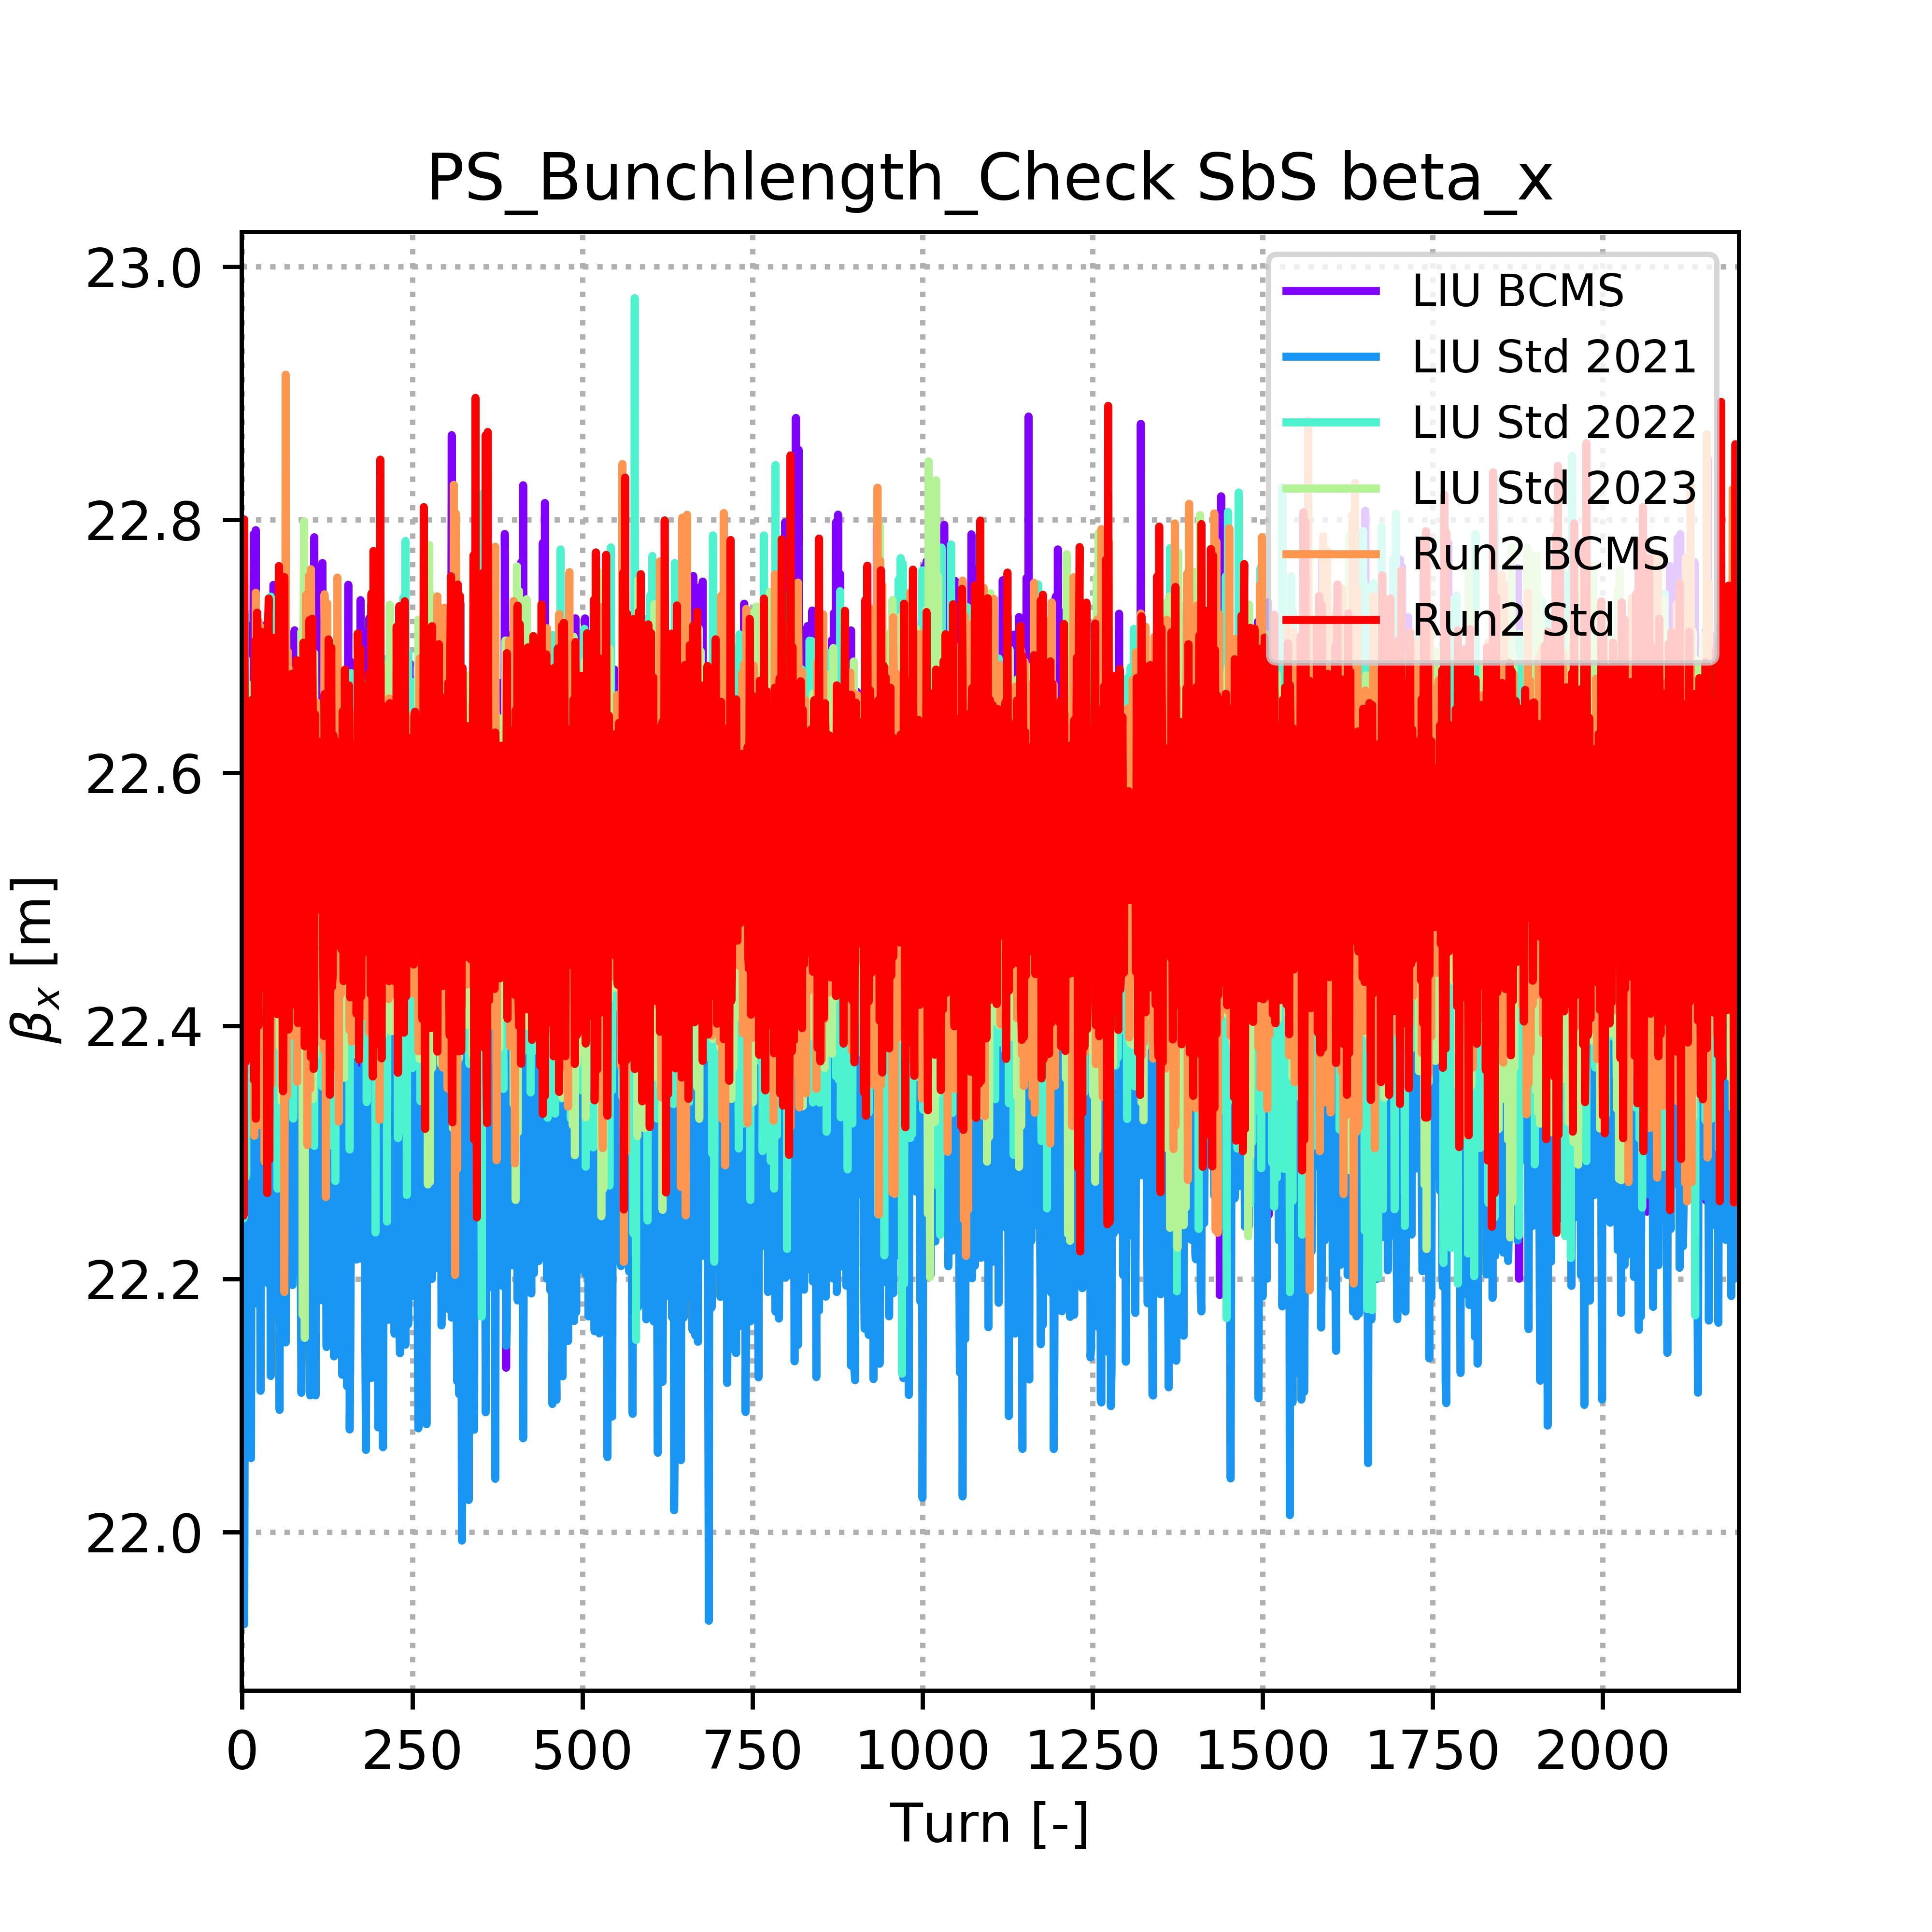 PS_Bunchlength_Check SbS beta_x
23.0
22.8
22.6
22.4
22.2
22.0
β_x [m]
LIU BCMS
LIU Std 2021
LIU Std 2022
LIU Std 2023
Run2 BCMS
Run2 Std
0 250 500 750 1000 1250 1500 1750 2000
Turn [-]